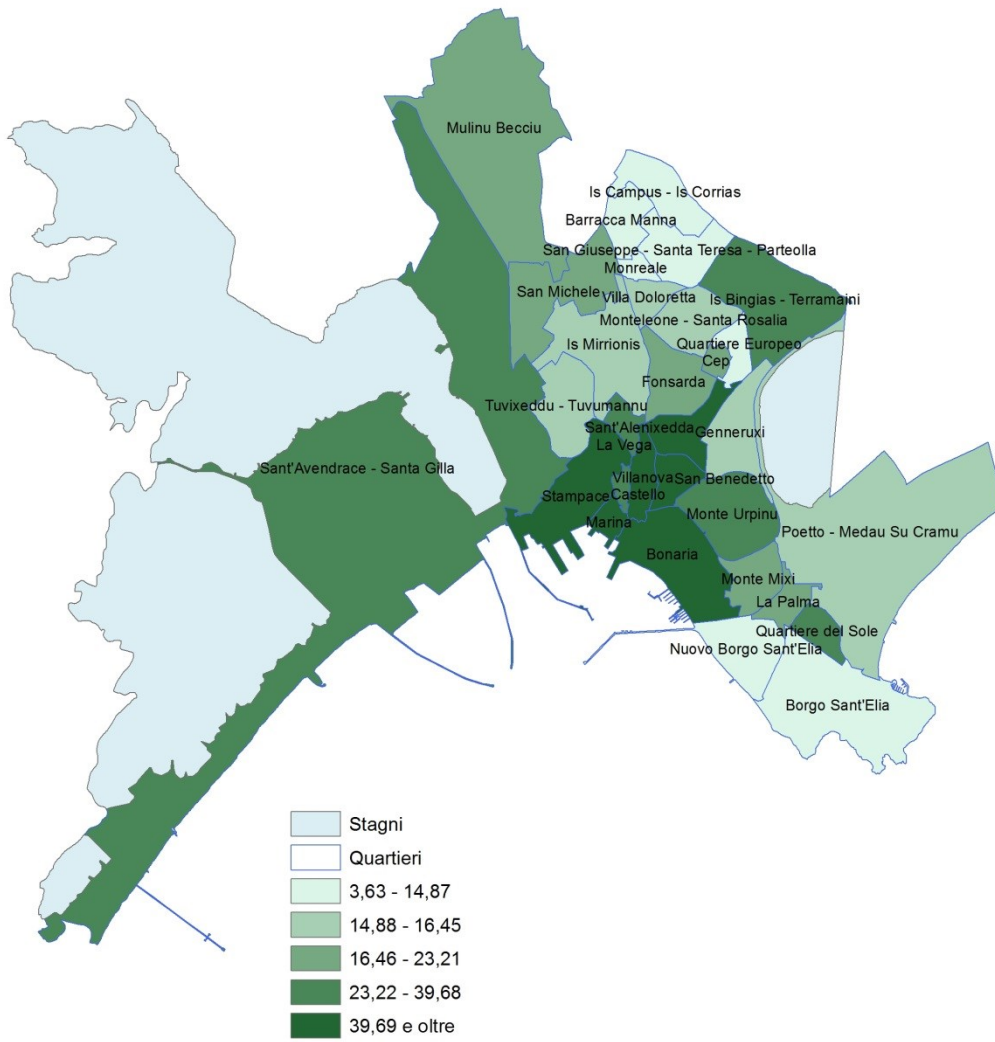 Mulinu Becciu
Is Campus - Is Corrias
Barracca Manna
San Giuseppe - Santa Teresa - Parteolla
Monreale
San Michele
Villa Doloretta
Is Bingias - Terramaini
Monteleone - Santa Rosalia
Is Mirrionis
Quartiere Europeo
Cep
Fonsarda
Tuvixeddu - Tuvumannu
Sant'Alenixedda
Genneruxi
La Vega
Sant'Avendrace - Santa Gilla
Villanova
San Benedetto
Stampace
Castello
Marina
Monte Urpinu
Poetto - Medau Su Cramu
Bonaria
Monte Mixi
La Palma
Quartiere del Sole
Nuovo Borgo Sant'Elia
Borgo Sant'Elia
Stagni
Quartieri
3,63 - 14,87
14,88 - 16,45
16,46 - 23,21
23,22 - 39,68
39,69 e oltre